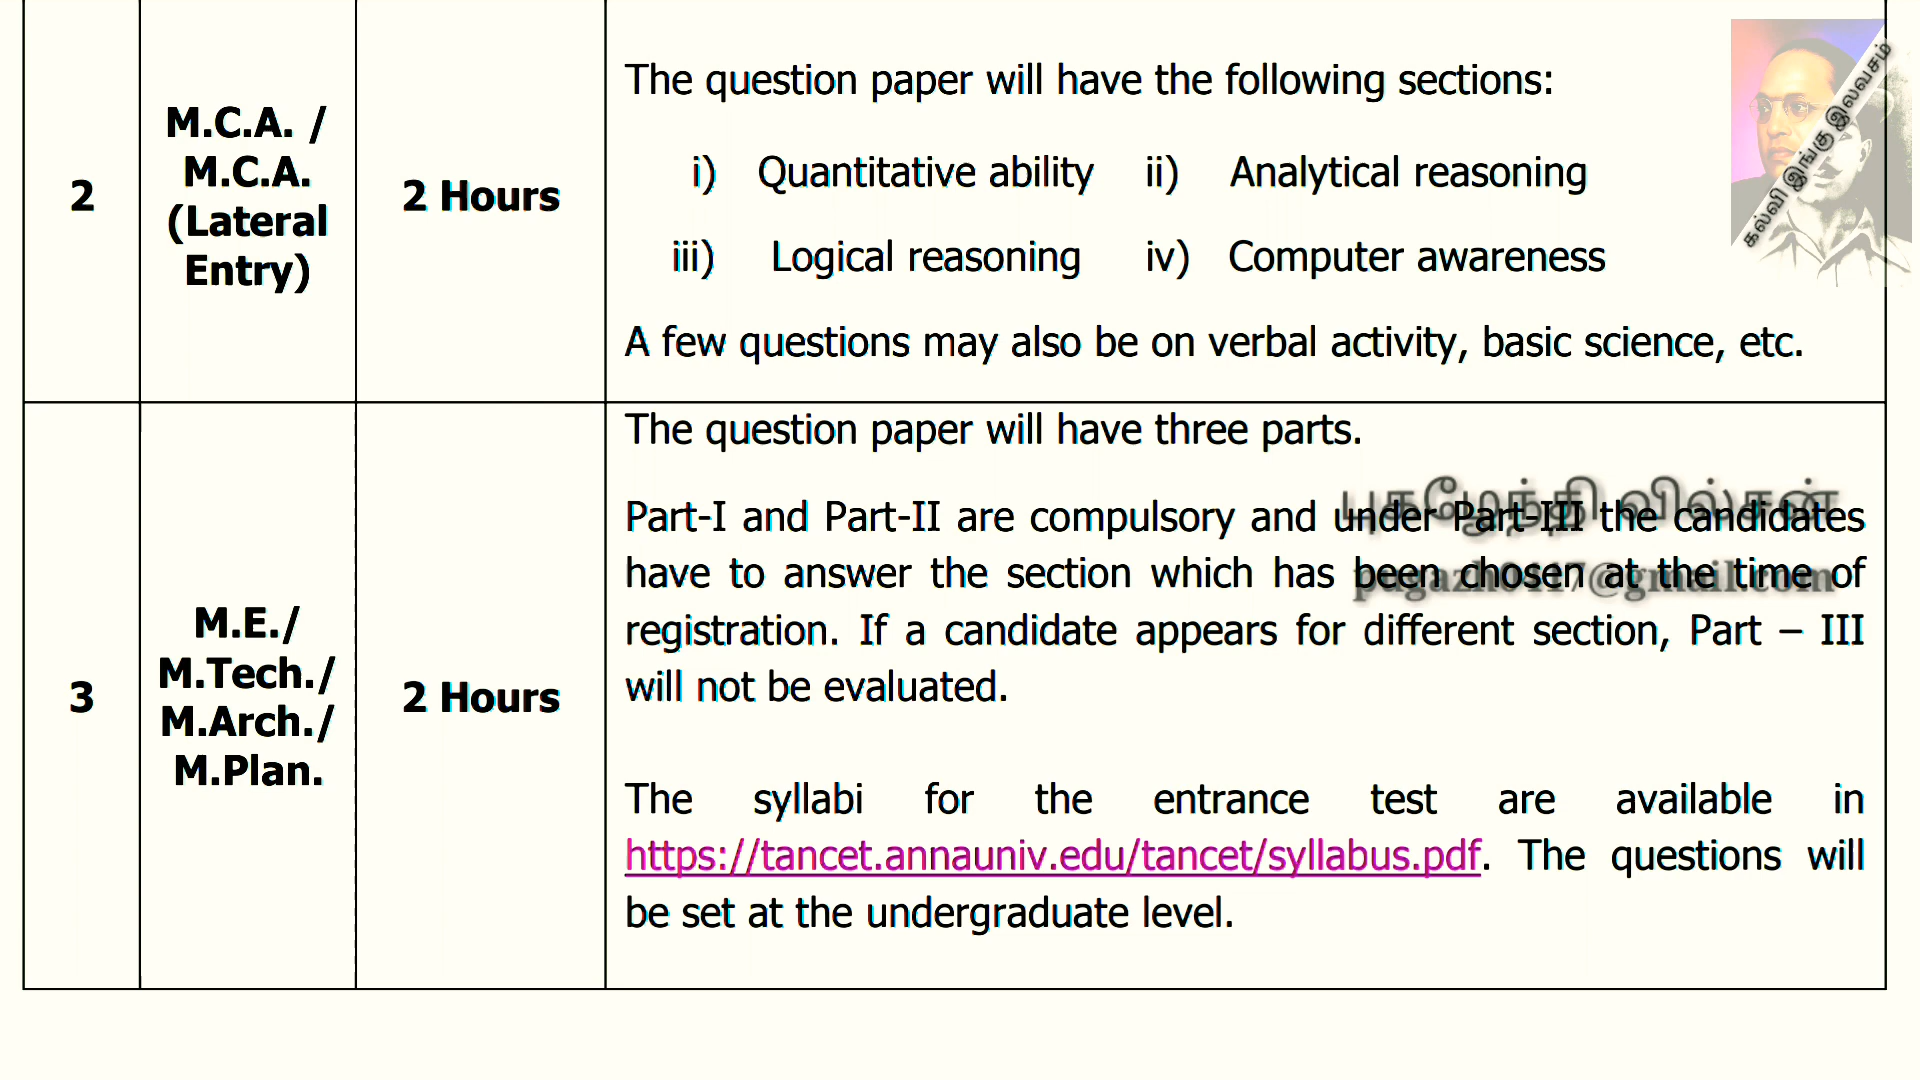 2
M.C.A. /
M.C.A.
(Lateral
Entry)
2 Hours
The question paper will have the following sections:
i) Quantitative ability ii) Analytical reasoning
iii) Logical reasoning iv) Computer awareness
A few questions may also be on verbal activity, basic science, etc.
கல்வி இங்கு இலவசம்
3
M.E./
M.Tech./
M.Arch./
M.Plan.
2 Hours
The question paper will have three parts.
Part-I and Part-II are compulsory and under Part-III the candidates
have to answer the section which has been chosen at the time of
registration. If a candidate appears for different section, Part – III
will not be evaluated.
The syllabi for the entrance test are available in
https://tancet.annauniv.edu/tancet/syllabus.pdf. The questions will
be set at the undergraduate level.
புகழேந்தி வில்சன்